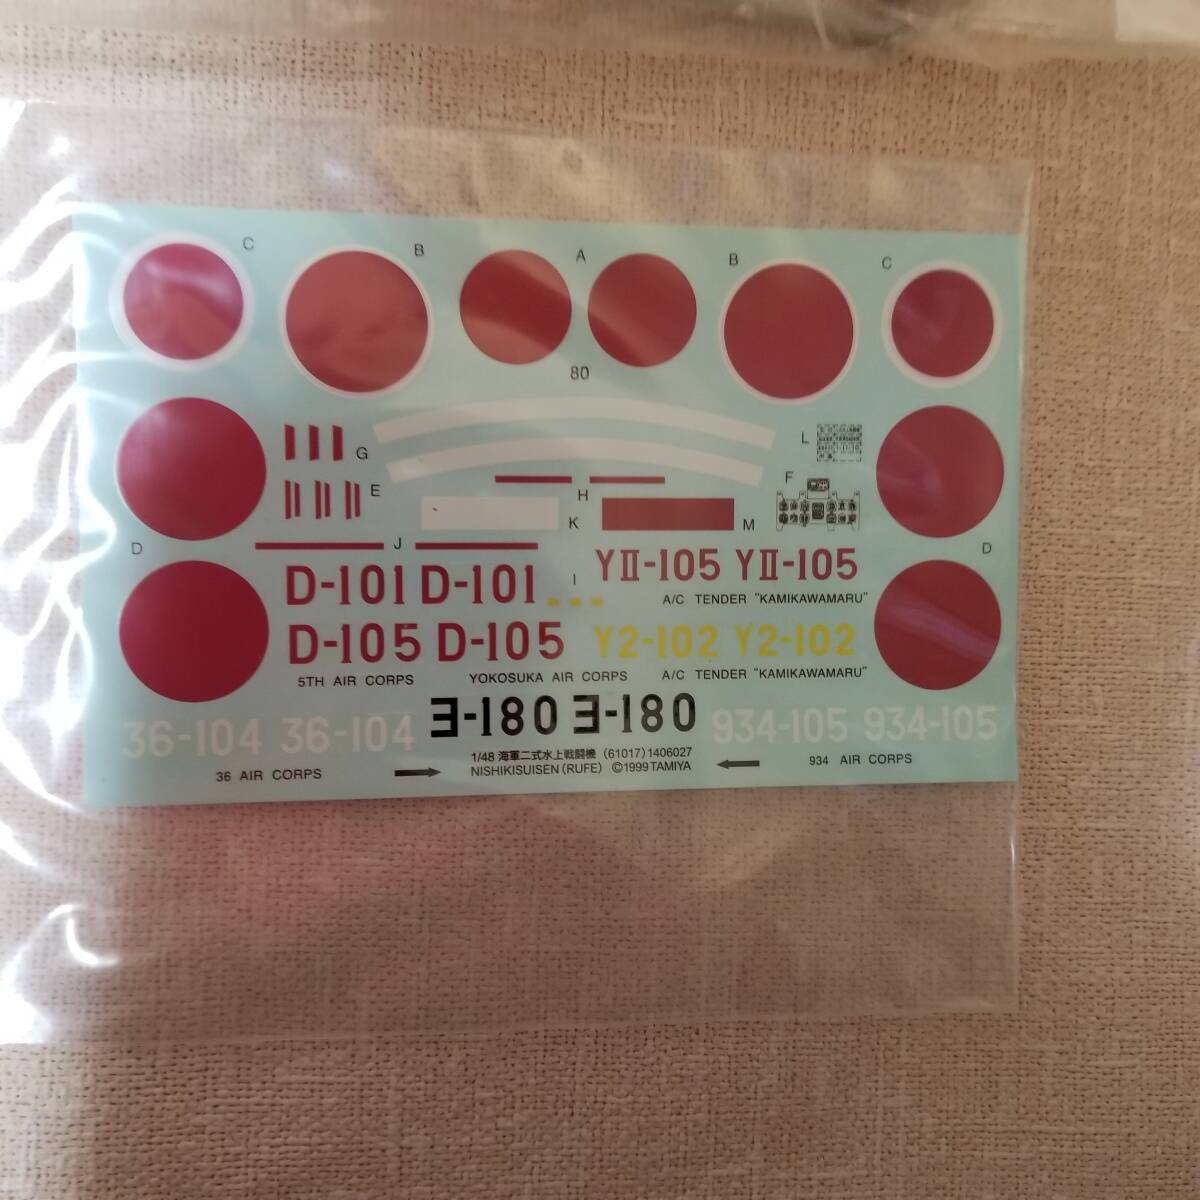 C B A B C
80
G L
E F
H
K M
D J D
D-101 D-101 I YII-105 YII-105
A/C TENDER "KAMIKAWAMARU"
D-105 D-105 Y2-102 Y2-102
5TH AIR CORPS YOKOSUKA AIR CORPS A/C TENDER "KAMIKAWAMARU"
36-104 36-104 ヨ-180 ヨ-180 934-105 934-105
1/48 海軍二式水上戦闘機 (61017) 1406027
36 AIR CORPS NISHIKISUISEN (RUFE) ©1999 TAMIYA 934 AIR CORPS